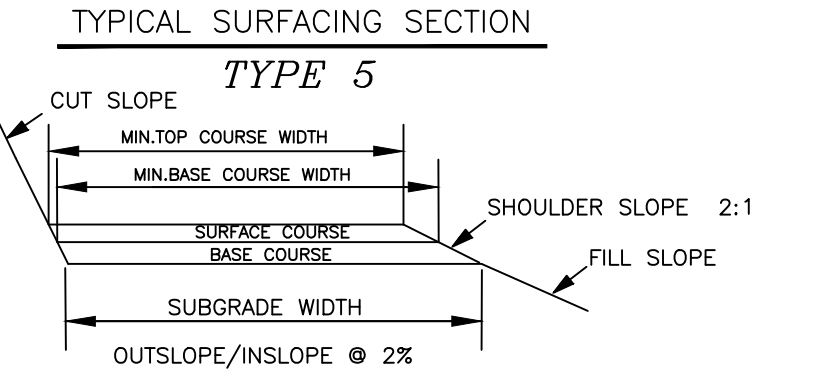 TYPICAL SURFACING SECTION
TYPE 5
CUT SLOPE
MIN.TOP COURSE WIDTH
MIN.BASE COURSE WIDTH
SHOULDER SLOPE 2:1
SURFACE COURSE
BASE COURSE
FILL SLOPE
SUBGRADE WIDTH
OUTSLOPE/INSLOPE @ 2%